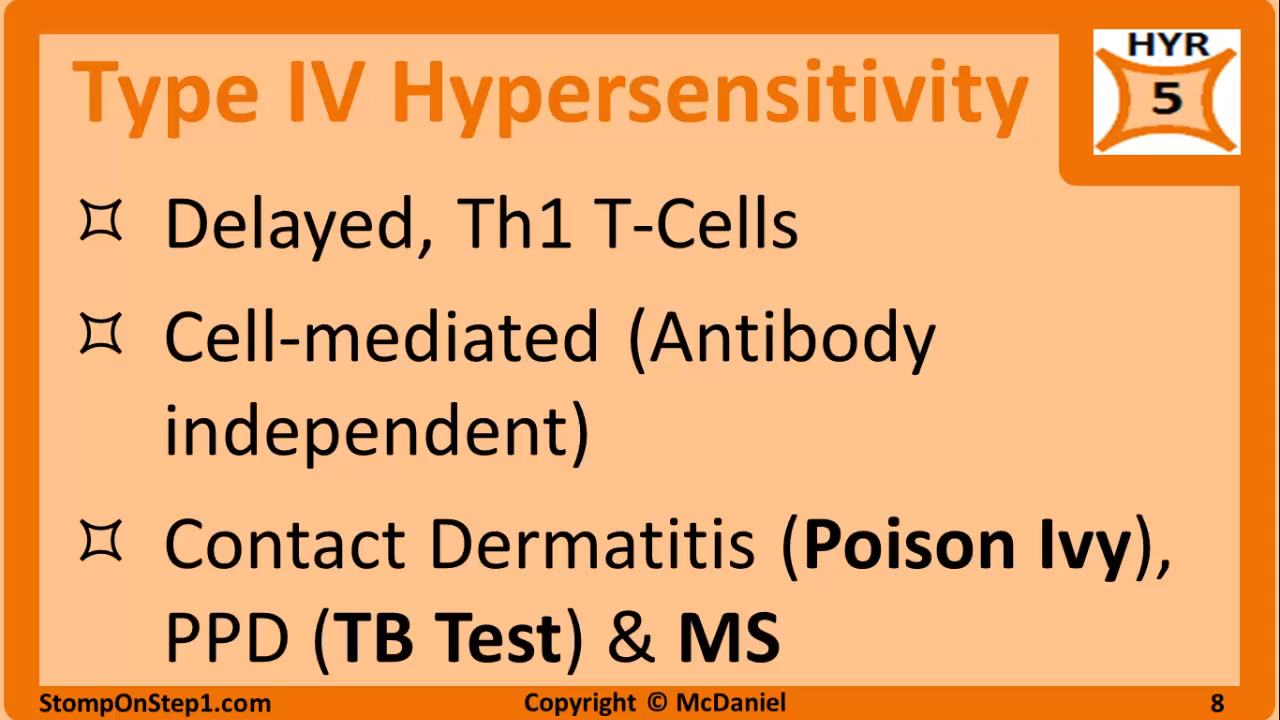 Type IV Hypersensitivity
HYR
5
Delayed, Th1 T-Cells
Cell-mediated (Antibody
independent)
Contact Dermatitis (Poison Ivy),
PPD (TB Test) & MS
StompOnStep1.com
Copyright © McDaniel
8